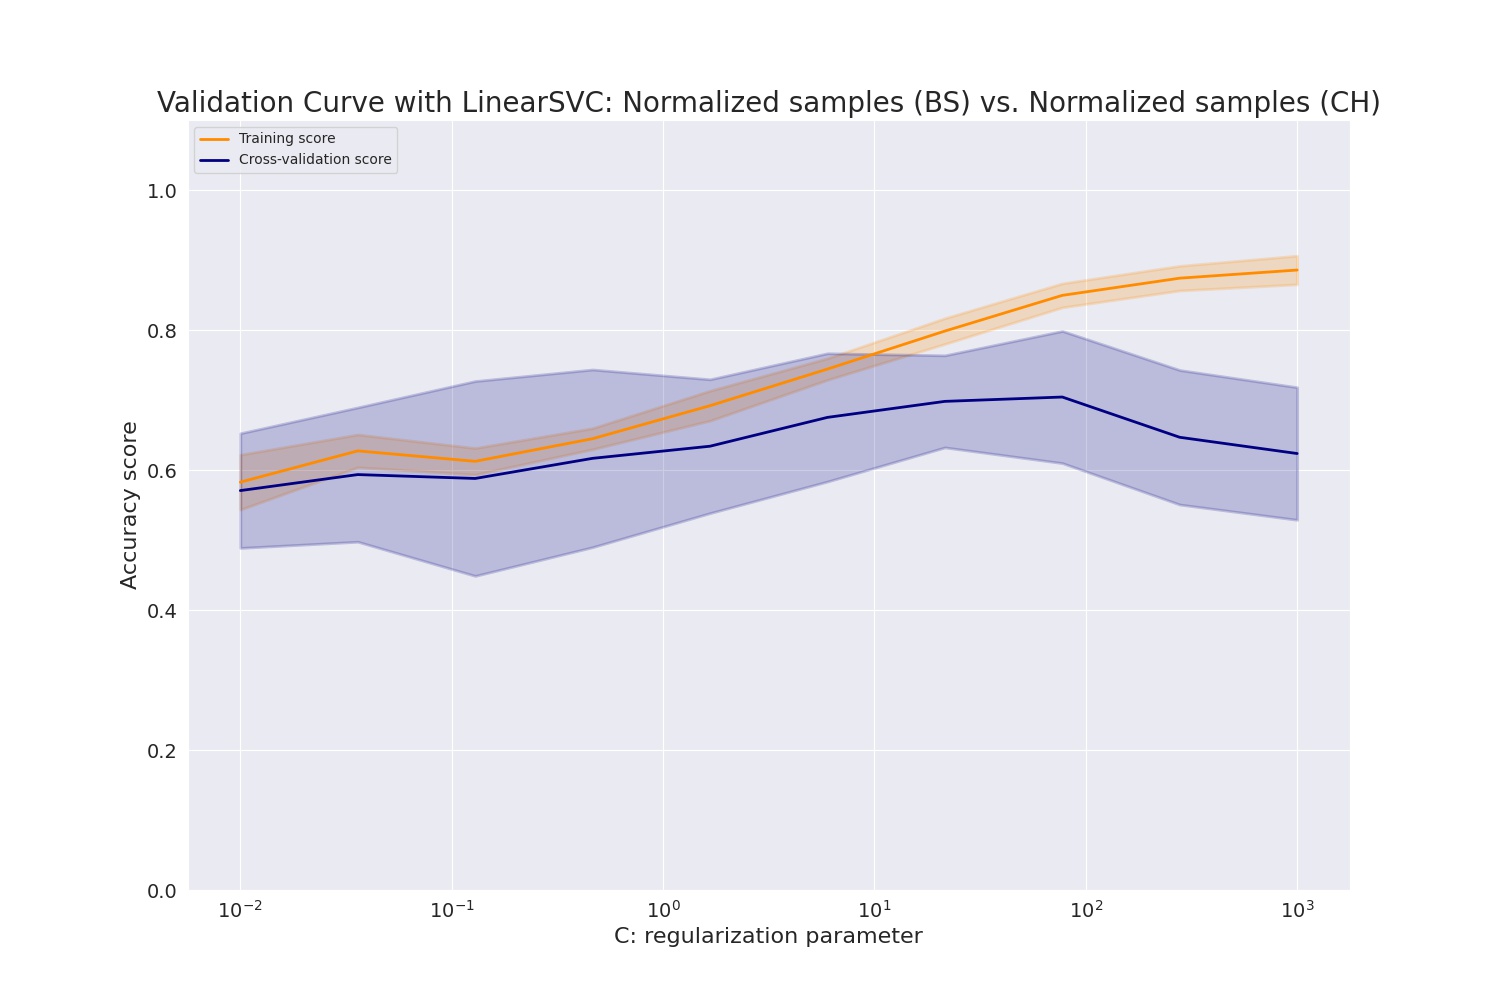 Validation Curve with LinearSVC: Normalized samples (BS) vs. Normalized samples (CH)
Training score
Cross-validation score
1.0
0.8
0.6
0.4
0.2
0.0
Accuracy score
10⁻² 10⁻¹ 10⁰ 10¹ 10² 10³
C: regularization parameter